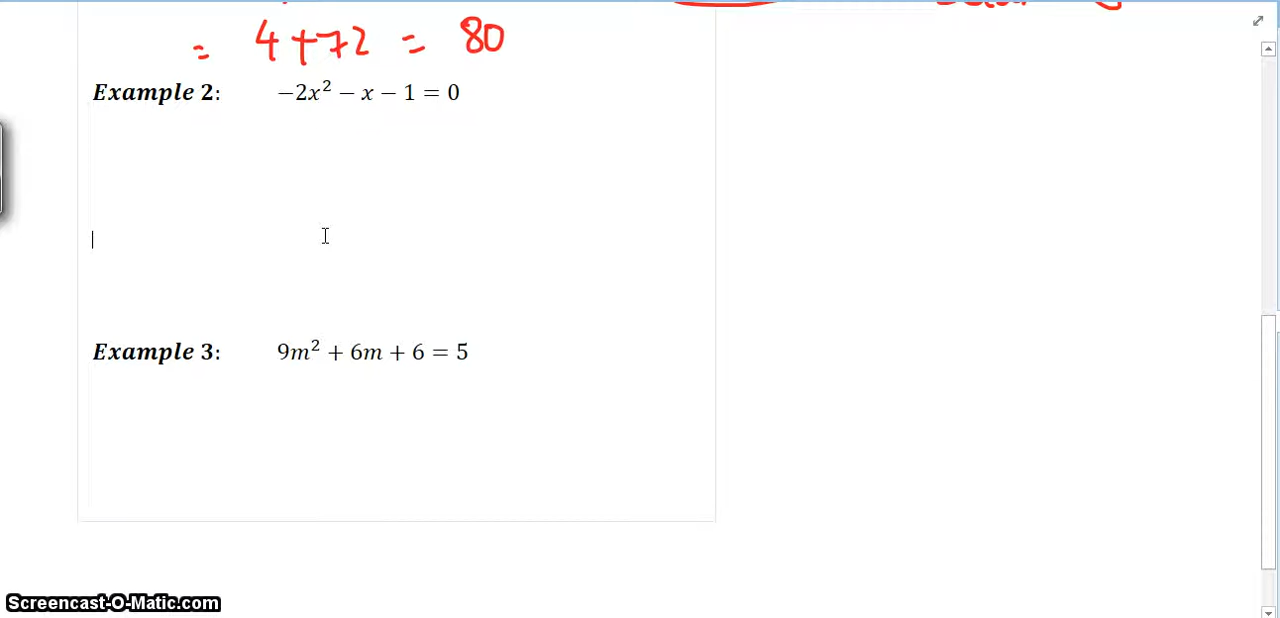 = 4+72 = 80
Example 2: −2x² − x − 1 = 0
Example 3: 9m² + 6m + 6 = 5
Screencast-O-Matic.com